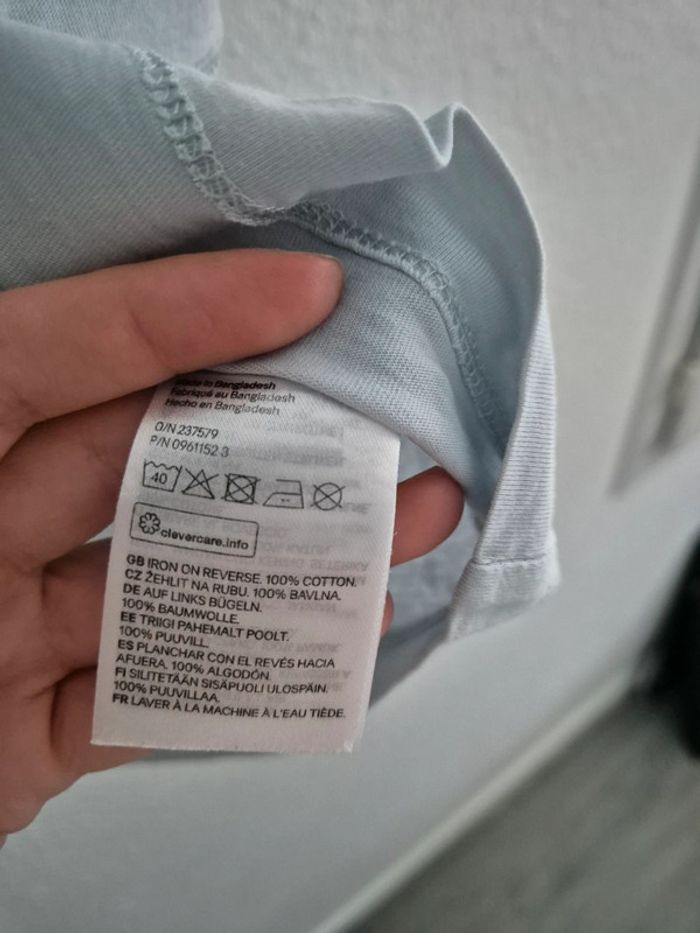 Made in Bangladesh
Fabriqué au Bangladesh
Hecho en Bangladesh
O/N 237579
P/N 0961152 3
40
clevercare.info
GB IRON ON REVERSE. 100% COTTON.
CZ ŽEHLIT NA RUBU. 100% BAVLNA.
DE AUF LINKS BÜGELN.
100% BAUMWOLLE.
EE TRIIGI PAHEMALT POOLT.
100% PUUVILL.
ES PLANCHAR CON EL REVÉS HACIA
AFUERA. 100% ALGODÓN.
FI SILITETÄÄN SISÄPUOLI ULOSPÄIN.
100% PUUVILLAA.
FR LAVER À LA MACHINE À L'EAU TIÈDE.